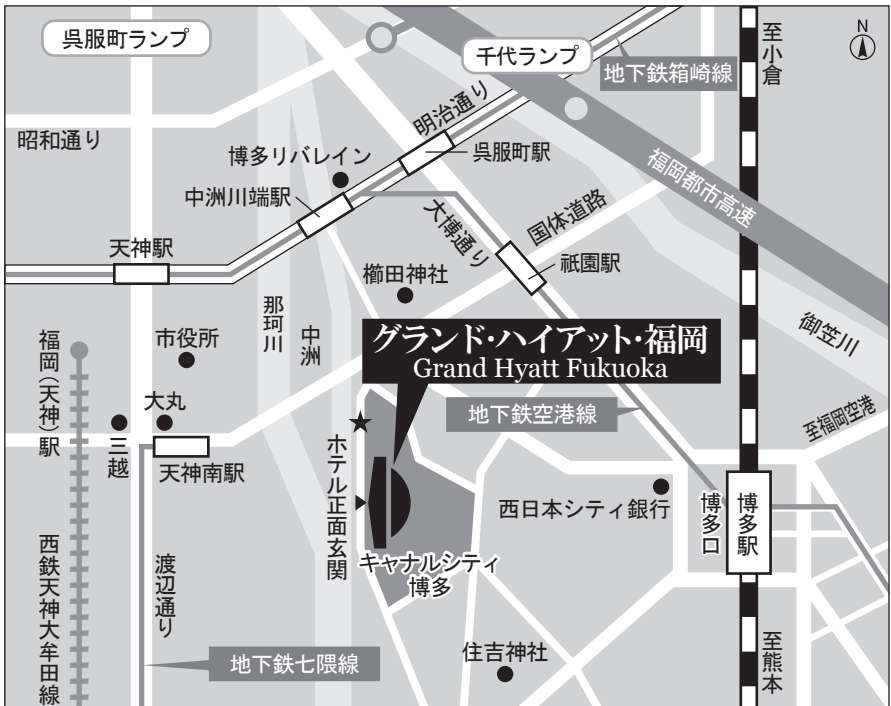 呉服町ランプ
千代ランプ
地下鉄箱崎線
至小倉
N
昭和通り
明治通り
博多リバレイン
呉服町駅
中洲川端駅
福岡都市高速
天神駅
大博通り
国体道路
祇園駅
櫛田神社
那珂川
中洲
御笠川
福岡(天神)駅
市役所
グランド・ハイアット・福岡
Grand Hyatt Fukuoka
大丸
三越
天神南駅
地下鉄空港線
至福岡空港
ホテル正面玄関
西日本シティ銀行
博多口
博多駅
キャナルシティ
博多
西鉄天神大牟田線
渡辺通り
地下鉄七隈線
住吉神社
至熊本